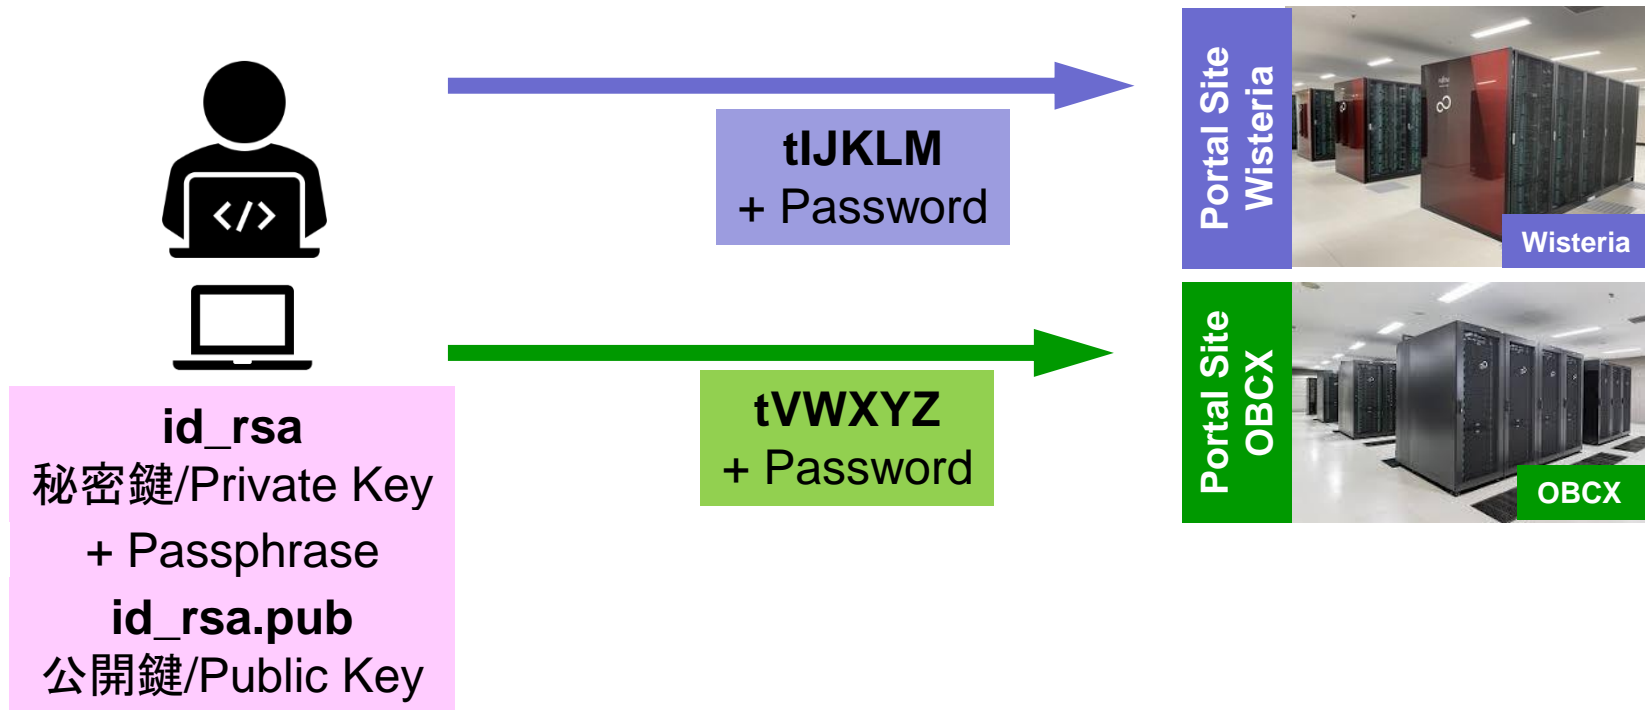 </>
id_rsa
秘密鍵/Private Key
+ Passphrase
id_rsa.pub
公開鍵/Public Key
tIJKLM
+ Password
tVWXYZ
+ Password
Portal Site
Wisteria
Wisteria
Portal Site
OBCX
OBCX